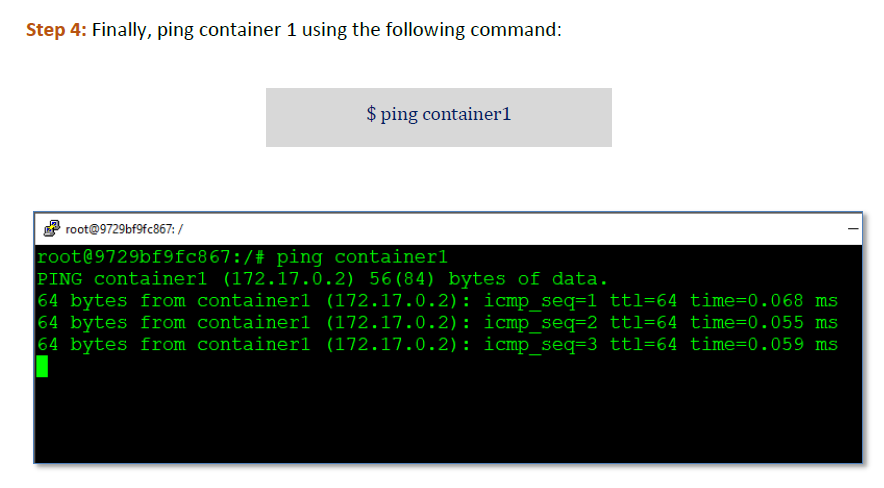 Step 4: Finally, ping container 1 using the following command:
$ ping container1
root@9729bf9fc867: /
root@9729bf9fc867:/# ping container1
PING container1 (172.17.0.2) 56(84) bytes of data.
64 bytes from container1 (172.17.0.2): icmp_seq=1 ttl=64 time=0.068 ms
64 bytes from container1 (172.17.0.2): icmp_seq=2 ttl=64 time=0.055 ms
64 bytes from container1 (172.17.0.2): icmp_seq=3 ttl=64 time=0.059 ms